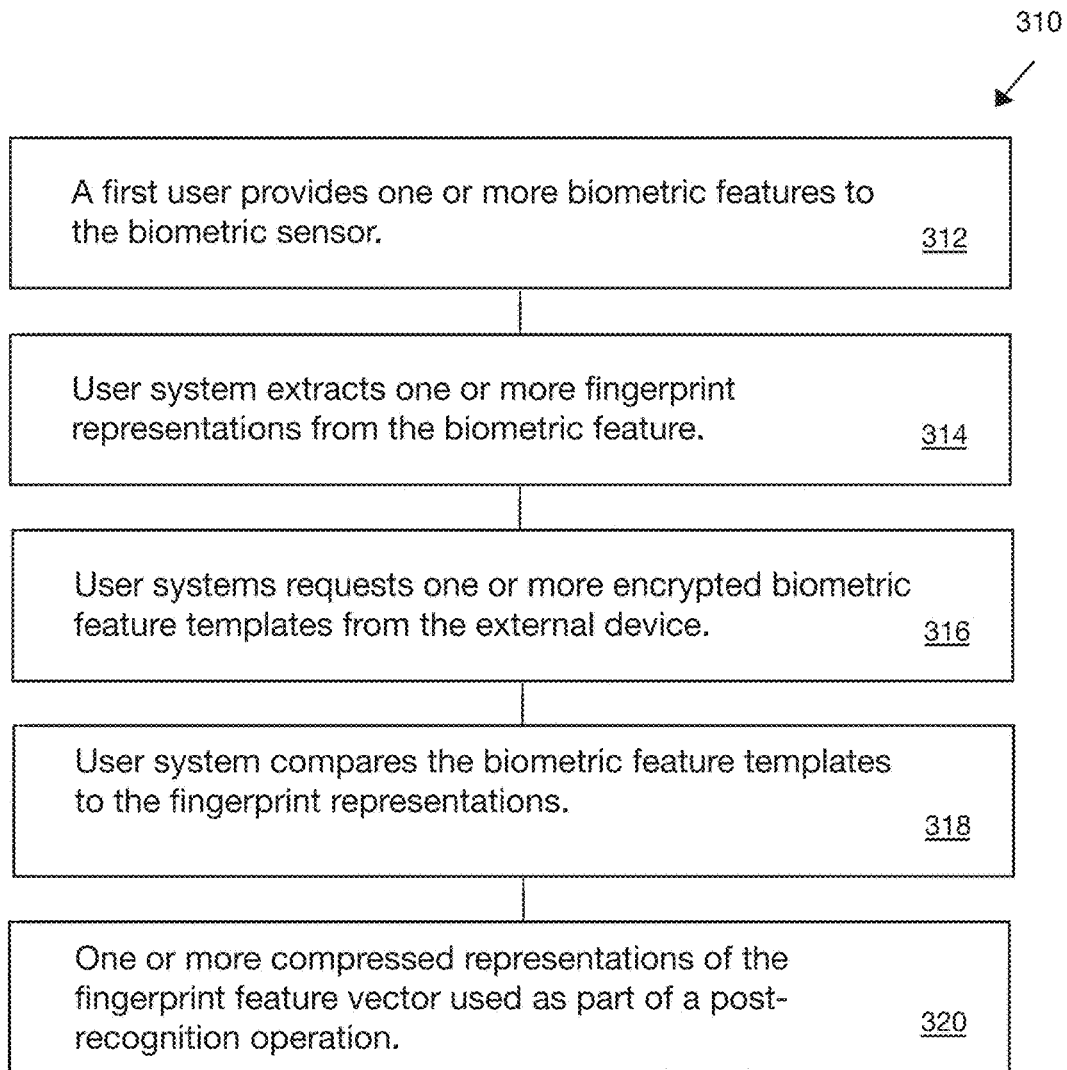 310
A first user provides one or more biometric features to
the biometric sensor.
312
User system extracts one or more fingerprint
representations from the biometric feature.
314
User systems requests one or more encrypted biometric
feature templates from the external device.
316
User system compares the biometric feature templates
to the fingerprint representations.
318
One or more compressed representations of the
fingerprint feature vector used as part of a post-
recognition operation.
320